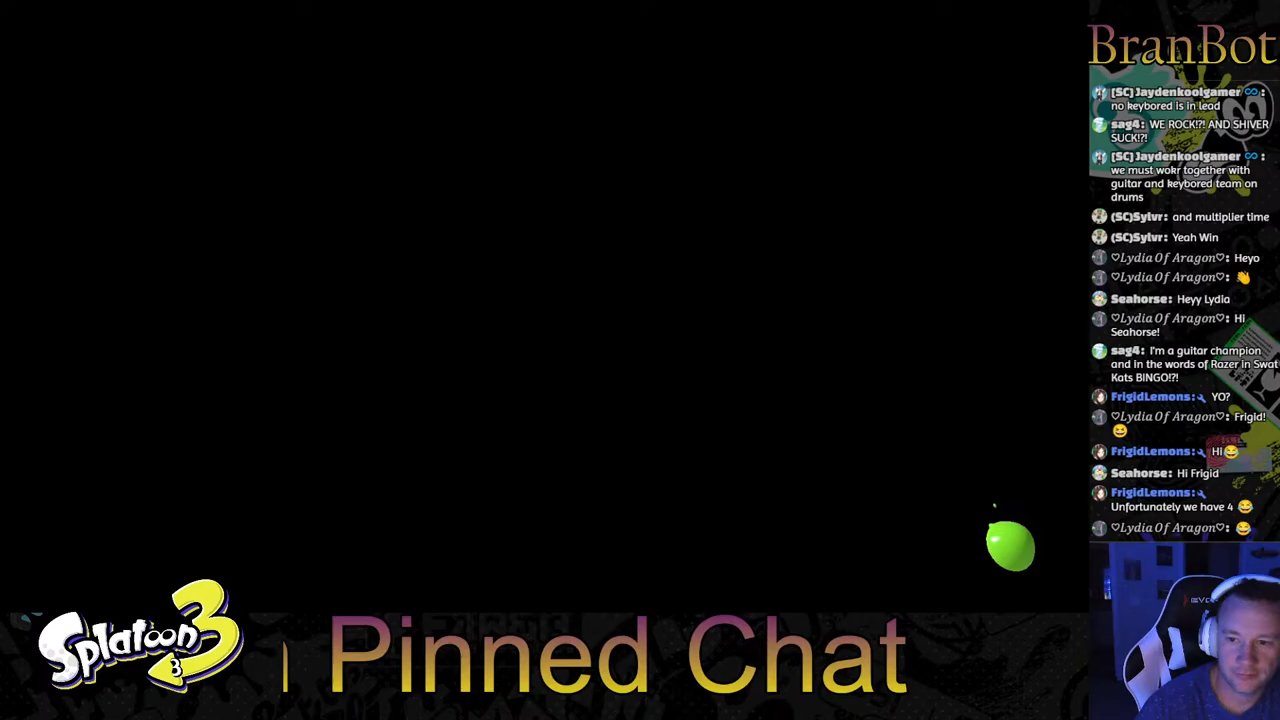 BranBot
(SC)Jaydenkoolgamer ∞ :
no keybored is in lead
sag4: WE ROCK!?! AND SHIVER
SUCK!?!
(SC)Jaydenkoolgamer ∞ :
we must wokr together with
guitar and keybored team on
drums
(SC)Sylvr: and multiplier time
(SC)Sylvr: Yeah Win
♡Lydia Of Aragon♡: Heyo
♡Lydia Of Aragon♡: 👏
Seahorse: Heyy Lydia
♡Lydia Of Aragon♡: Hi
Seahorse!
sag4: I'm a guitar champion
and in the words of Razer in Swat
Kats BINGO!?!
FrigidLemons: YO?
♡Lydia Of Aragon♡: Frigid!
😆
FrigidLemons: Hi😂
Seahorse: Hi Frigid
FrigidLemons:
Unfortunately we have 4 😂
♡Lydia Of Aragon♡: 😂
Splatoon 3
Pinned Chat